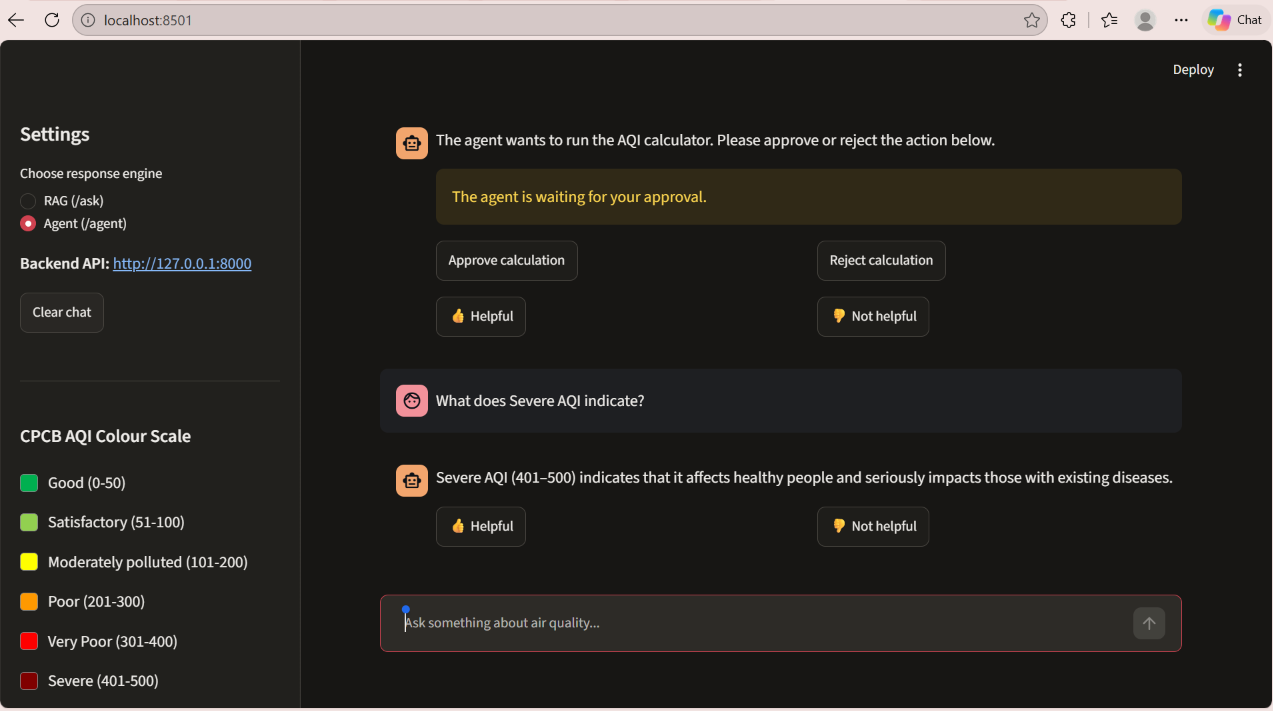 localhost:8501
Chat
Deploy
Settings
Choose response engine
RAG (/ask)
Agent (/agent)
Backend API: http://127.0.0.1:8000
Clear chat
CPCB AQI Colour Scale
Good (0-50)
Satisfactory (51-100)
Moderately polluted (101-200)
Poor (201-300)
Very Poor (301-400)
Severe (401-500)
The agent wants to run the AQI calculator. Please approve or reject the action below.
The agent is waiting for your approval.
Approve calculation
Reject calculation
👍 Helpful
👎 Not helpful
What does Severe AQI indicate?
Severe AQI (401–500) indicates that it affects healthy people and seriously impacts those with existing diseases.
👍 Helpful
👎 Not helpful
Ask something about air quality...